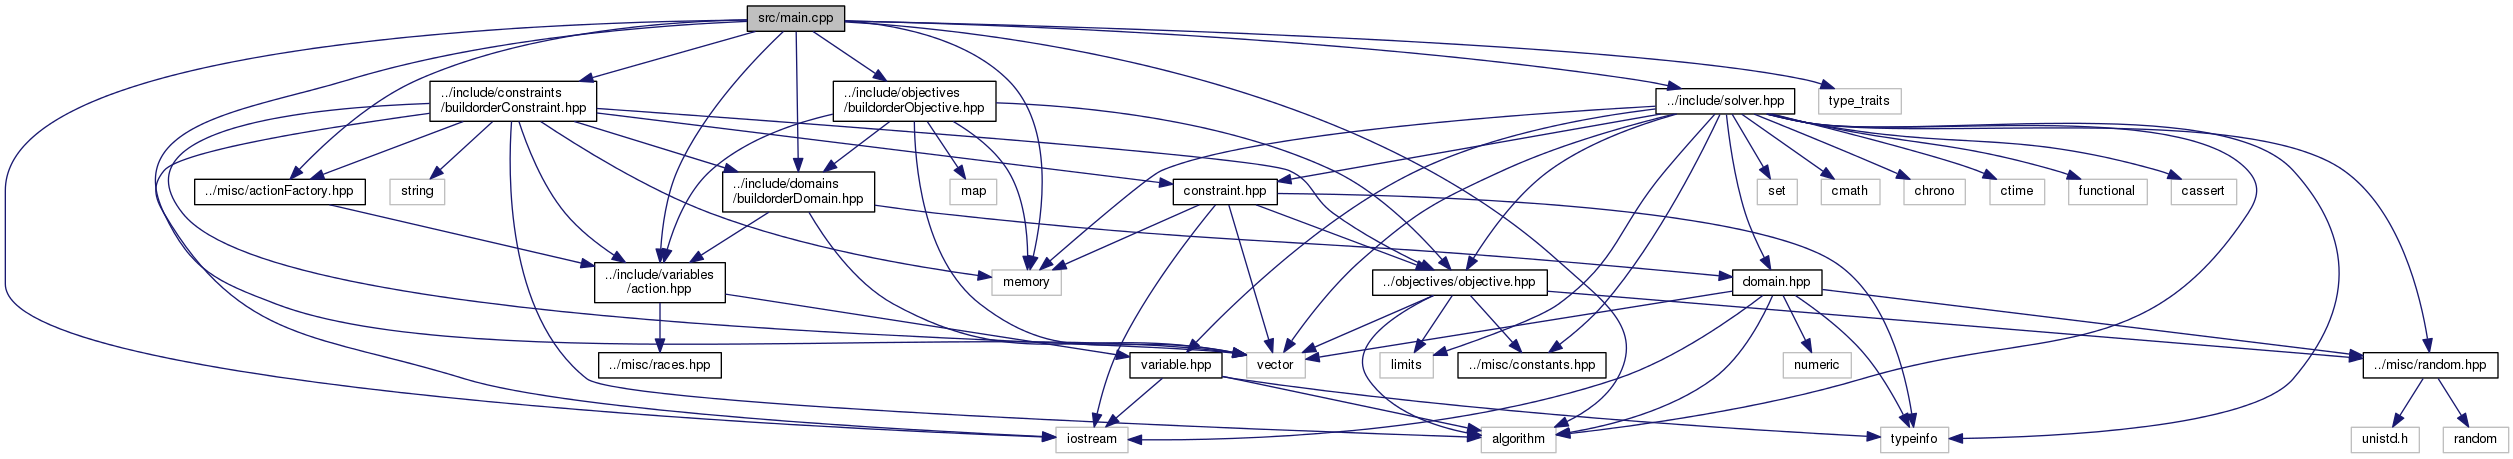 src/main.cpp
../include/constraints
/buildorderConstraint.hpp
../include/objectives
/buildorderObjective.hpp
../include/solver.hpp
type_traits
../misc/actionFactory.hpp
string
../include/domains
/buildorderDomain.hpp
map
constraint.hpp
set
cmath
chrono
ctime
functional
cassert
../include/variables
/action.hpp
memory
../objectives/objective.hpp
domain.hpp
../misc/races.hpp
variable.hpp
vector
limits
../misc/constants.hpp
numeric
../misc/random.hpp
iostream
algorithm
typeinfo
unistd.h
random